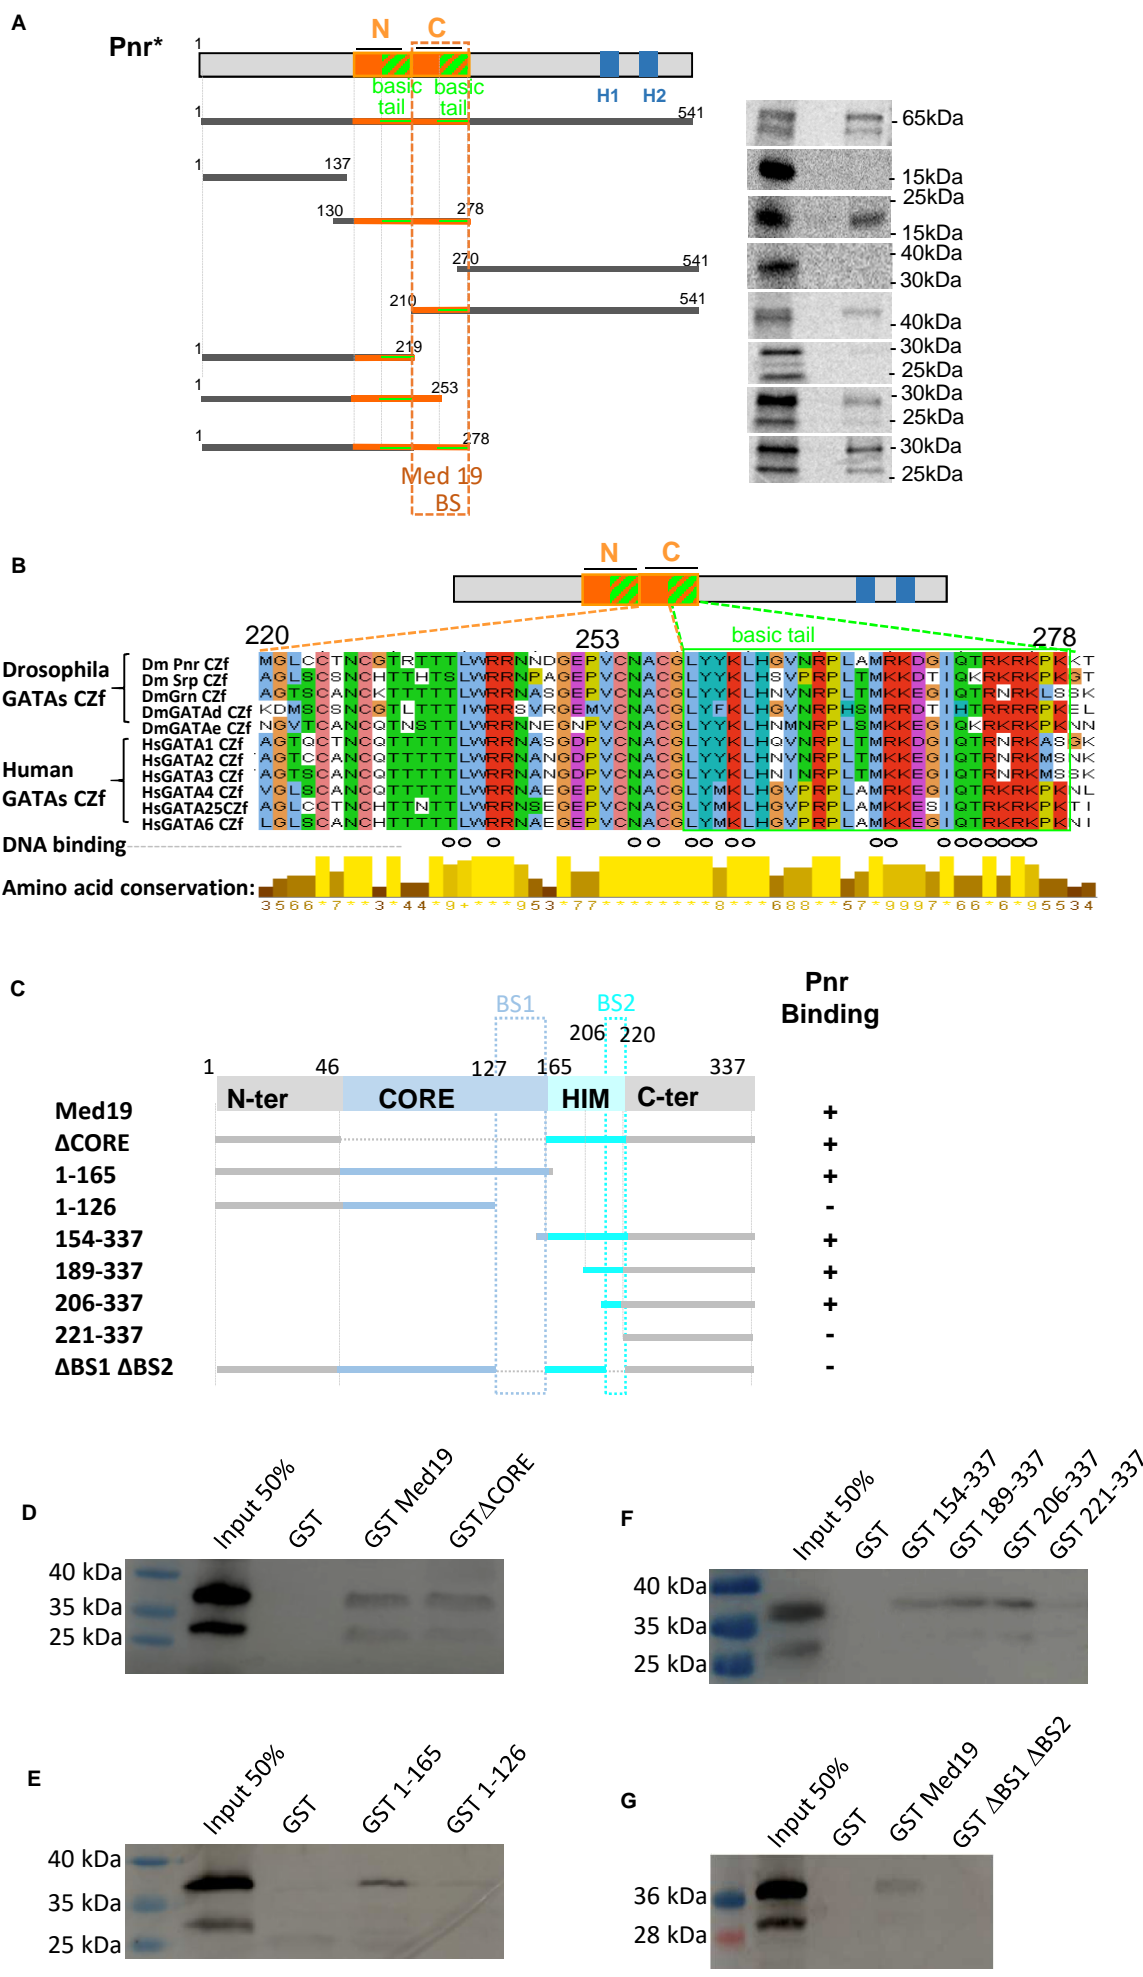 A
Pnr*
1
N
C
basic tail
basic tail
H1
H2
1
541
1
137
130
278
270
541
210
541
1
219
1
253
1
278
Med 19
BS
- 65kDa
- 15kDa
- 25kDa
- 15kDa
- 40kDa
- 30kDa
- 40kDa
- 30kDa
- 25kDa
- 30kDa
- 25kDa
- 30kDa
- 25kDa
B
N
C
220
253
basic tail
278
Drosophila
GATAs CZf
Dm Pnr CZf MGLCCTNCGTRTTTTLWRRNNDGEPVCNACGLYYKLHGVNRPLAMRKDGIQTRKRKPKKT
Dm Srp CZf AGLSCSNCHTTHTSLWRRNPAGEPVCNACGLYYKLHSVPRPLTMKKDTIQKRKRKPKGT
DmGrn CZf
DmGATAd CZf
DmGATAe CZf
Human
GATAs CZf
HsGATA1 CZf
HsGATA2 CZf
HsGATA3 CZf
HsGATA4 CZf
HsGATA25CZf
HsGATA6 CZf
DNA binding
Amino acid conservation:
C
BS1
BS2
Pnr
Binding
206
220
1
46
127
165
337
N-ter
CORE
HIM
C-ter
Med19 +
ΔCORE +
1-165 +
1-126 -
154-337 +
189-337 +
206-337 +
221-337 -
ΔBS1 ΔBS2 -
D
Input 50%
GST
GST Med19
GSTΔCORE
40 kDa
35 kDa
25 kDa
F
Input 50%
GST
GST 154-337
GST 189-337
GST 206-337
GST 221-337
40 kDa
35 kDa
25 kDa
E
Input 50%
GST
GST 1-165
GST 1-126
40 kDa
35 kDa
25 kDa
G
Input 50%
GST
GST Med19
GST ΔBS1 ΔBS2
36 kDa
28 kDa